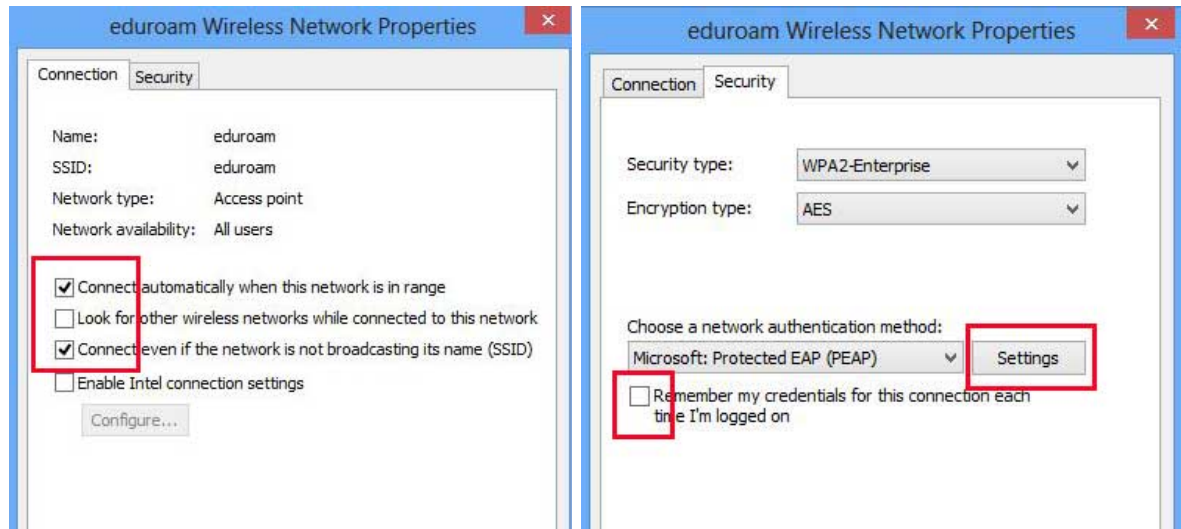 eduroam Wireless Network Properties
Connection
Security
Name: eduroam
SSID: eduroam
Network type: Access point
Network availability: All users
Connect automatically when this network is in range
Look for other wireless networks while connected to this network
Connect even if the network is not broadcasting its name (SSID)
Enable Intel connection settings
Configure...
eduroam Wireless Network Properties
Connection
Security
Security type: WPA2-Enterprise
Encryption type: AES
Choose a network authentication method:
Microsoft: Protected EAP (PEAP)
Settings
Remember my credentials for this connection each
time I'm logged on